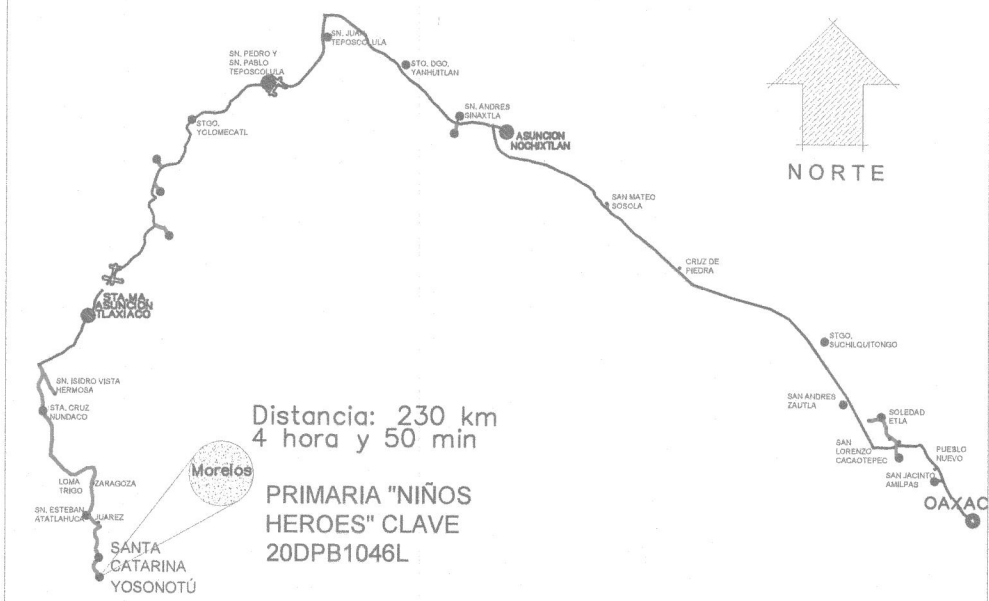 SN. JUAN
TEPOSCOLULA
SN. PEDRO Y
SN. PABLO
TEPOSCOLULA
STO. DGO.
YANHUITLAN
STGO.
YOLOMECATL
SN. ANDRES
SINAXTLA
ASUNCION
NOCHIXTLAN
NORTE
SAN MATEO
SOSOLA
CRUZ DE
PIEDRA
STA. MA.
ASUNCION
TLAXIACO
STGO.
SUCHILQUITONGO
SN. ISIDRO VISTA
HERMOSA
STA. CRUZ
NUNDACO
SAN ANDRES
ZAUTLA
SOLEDAD
ETLA
SAN
LORENZO
CACAOTEPEC
PUEBLO
NUEVO
SAN JACINTO
AMILPAS
OAXAC
Distancia: 230 km
4 hora y 50 min
Morelos
PRIMARIA "NIÑOS
HEROES" CLAVE
20DPB1046L
LOMA
TRIGO
ZARAGOZA
SN. ESTEBAN
ATATLAHUCA
JUAREZ
SANTA
CATARINA
YOSONOTÚ